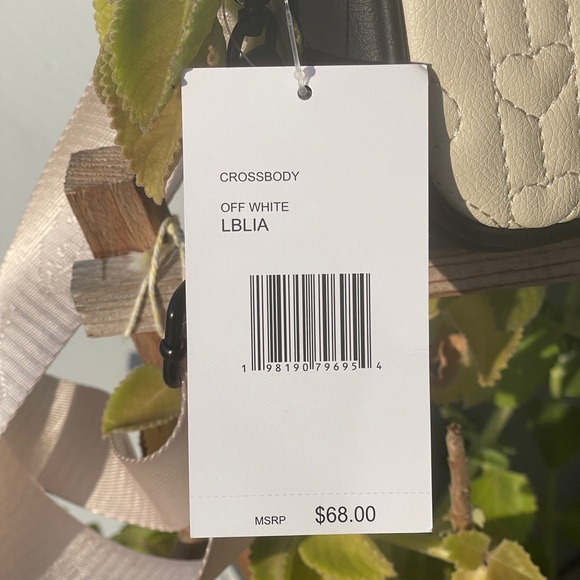 CROSSBODY
OFF WHITE
LBLIA
1 98190 79695 4
MSRP $68.00